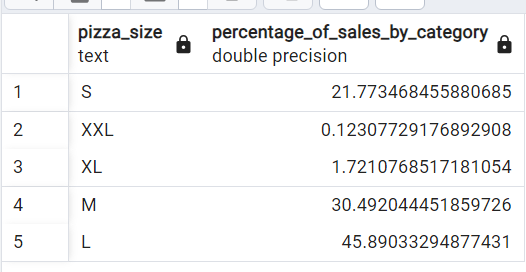 pizza_size percentage_of_sales_by_category
text double precision
1 S 21.773468455880685
2 XXL 0.12307729176892908
3 XL 1.7210768517181054
4 M 30.492044451859726
5 L 45.89033294877431